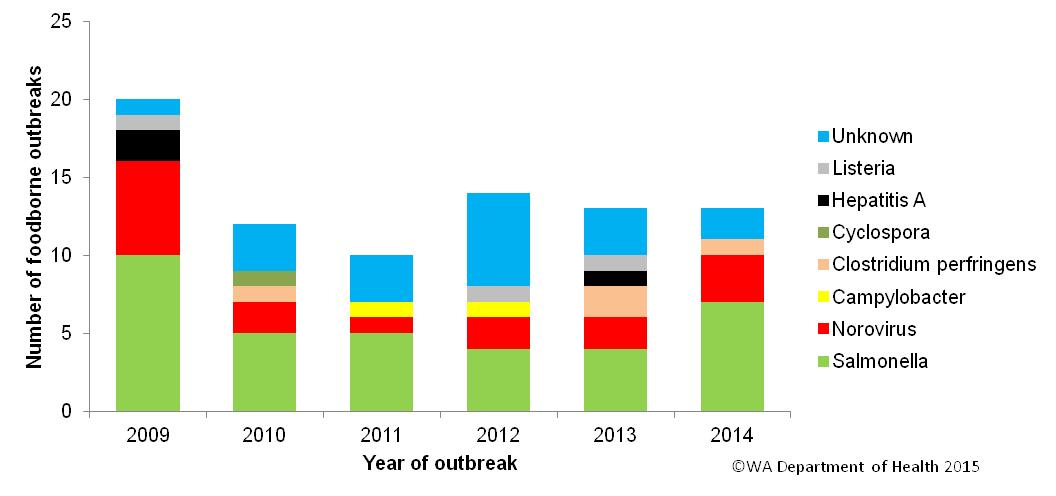 Number of foodborne outbreaks
25
20
15
10
5
0
2009 2010 2011 2012 2013 2014
Year of outbreak
Unknown
Listeria
Hepatitis A
Cyclospora
Clostridium perfringens
Campylobacter
Norovirus
Salmonella
©WA Department of Health 2015